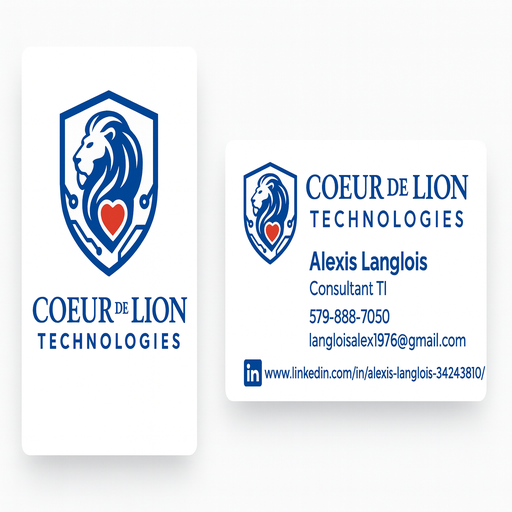 COEUR DE LION
TECHNOLOGIES
COEUR DE LION
TECHNOLOGIES
Alexis Langlois
Consultant TI
579-888-7050
langloisalex1976@gmail.com
in www.linkedin.com/in/alexis-langlois-34243810/